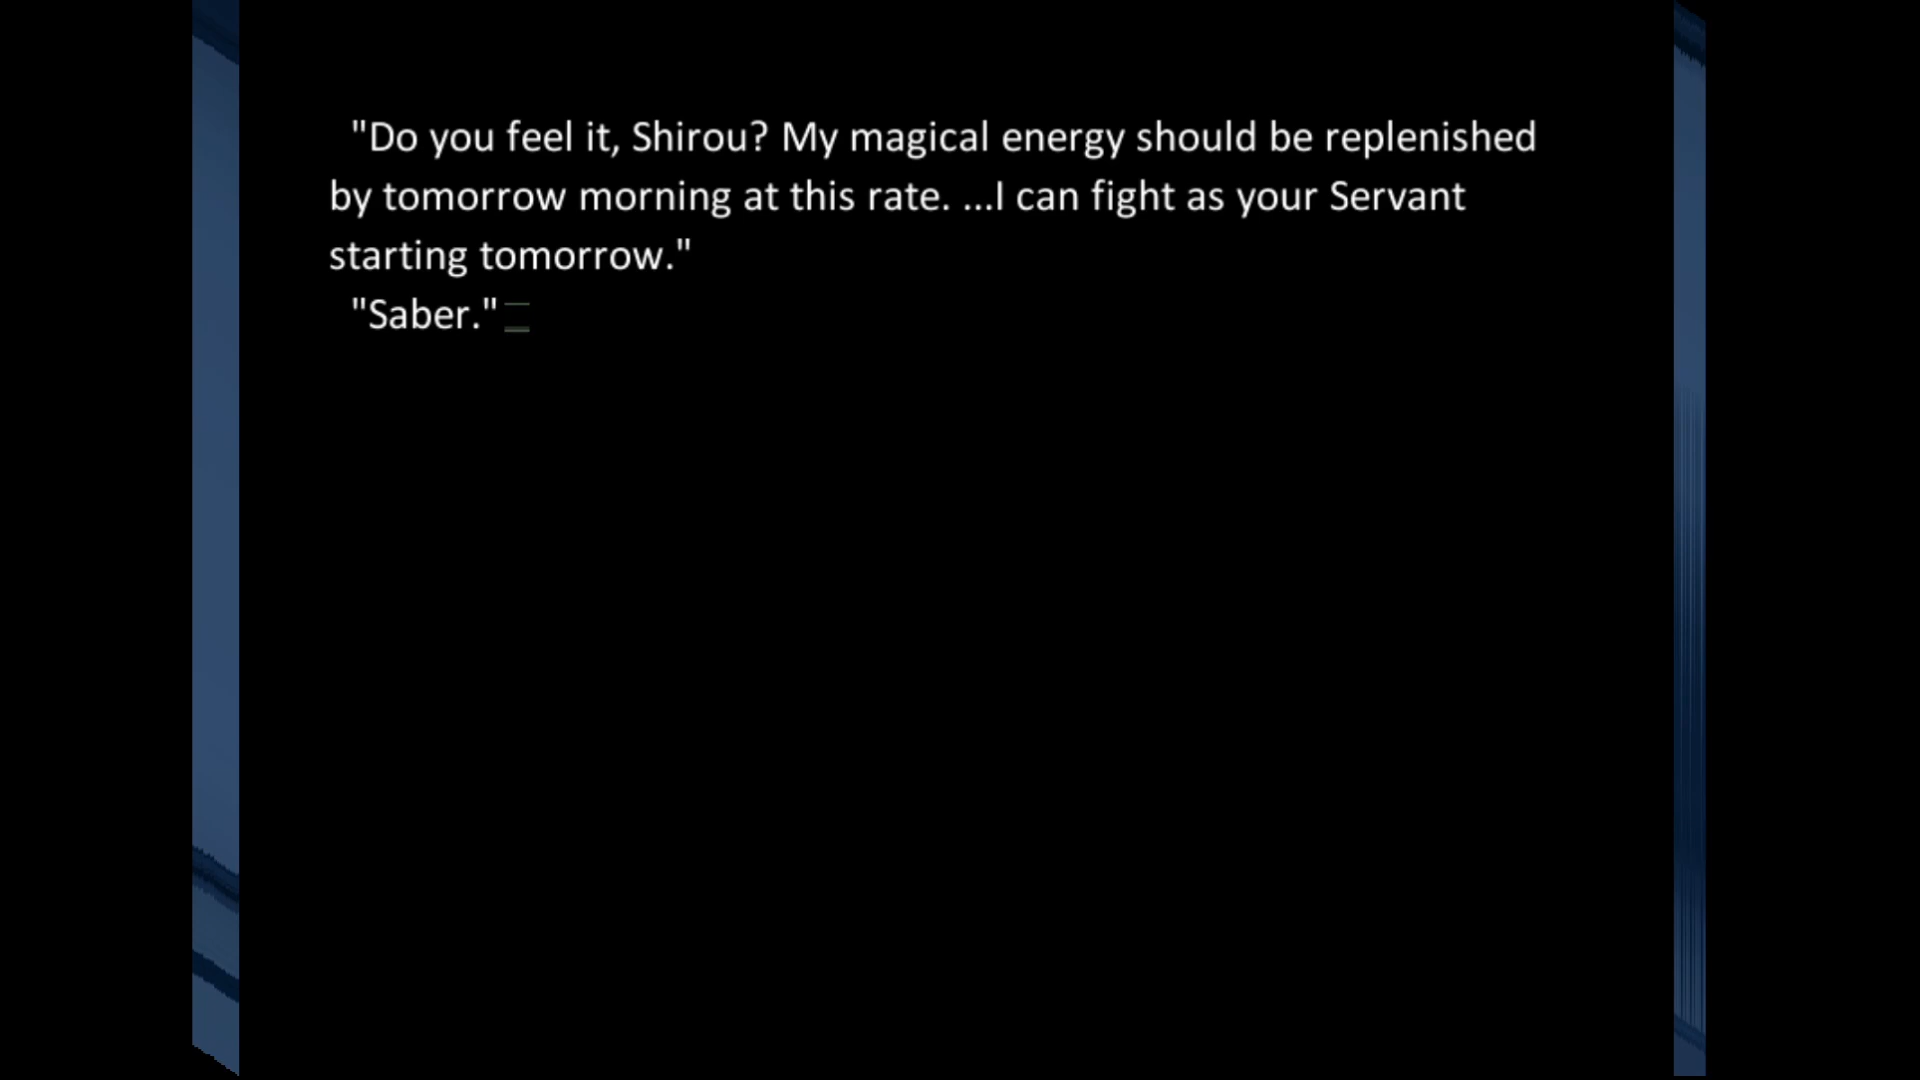 "Do you feel it, Shirou? My magical energy should be replenished
by tomorrow morning at this rate. ...I can fight as your Servant
starting tomorrow."
"Saber."